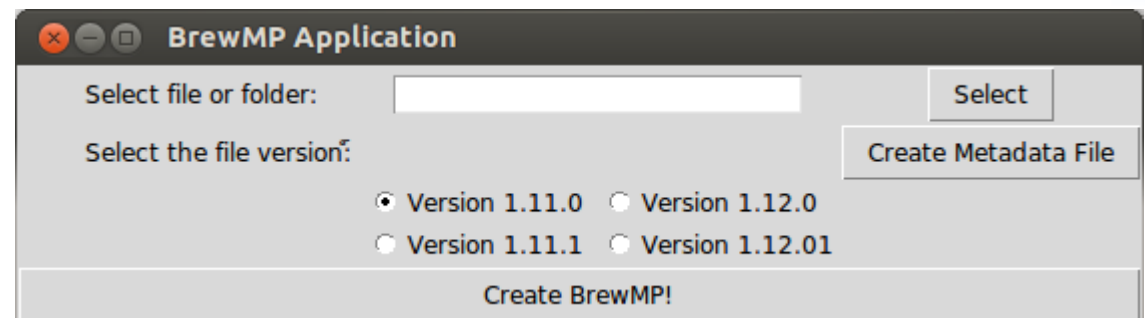 BrewMP Application
Select file or folder: Select
Select the file version: Create Metadata File
Version 1.11.0 Version 1.12.0
Version 1.11.1 Version 1.12.01
Create BrewMP!